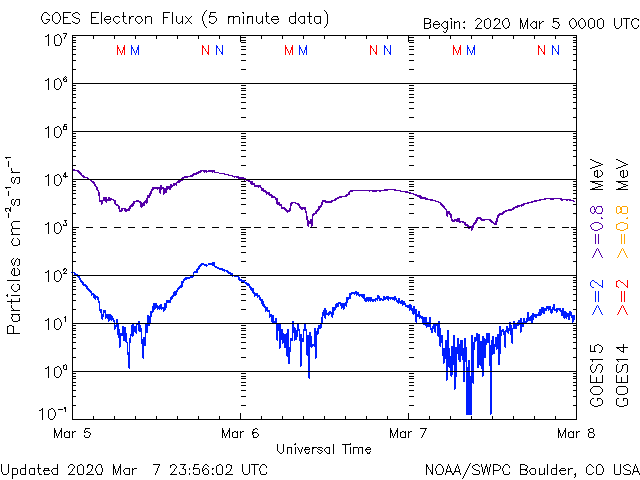 GOES Electron Flux (5 minute data)
Begin: 2020 Mar 5 0000 UTC
M M N N M M N N M M N N
10⁷
10⁶
10⁵
10⁴
10³
10²
10¹
10⁰
10⁻¹
Particles cm⁻²s⁻¹sr⁻¹
Mar 5 Mar 6 Mar 7 Mar 8
Universal Time
GOES15 >=2 >=0.8 MeV
GOES14 >=2 >=0.8 MeV
Updated 2020 Mar 7 23:56:02 UTC
NOAA/SWPC Boulder, CO USA